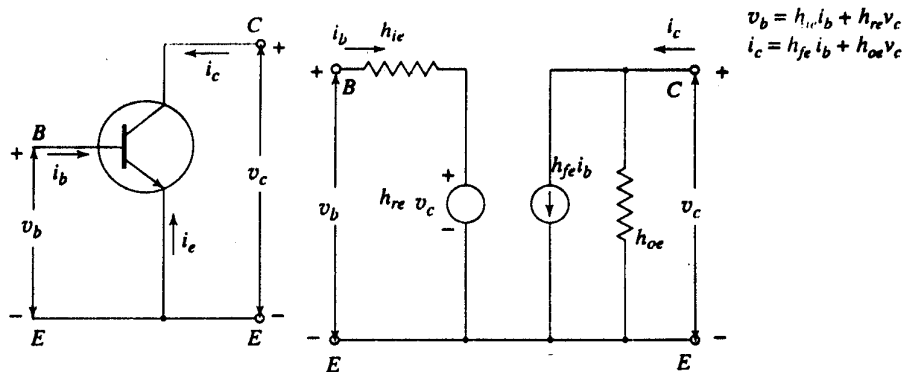 v_b = h_ie i_b + h_re v_c
i_c = h_fe i_b + h_oe v_c
C
+
i_c
B
+
i_b
v_b
v_c
i_e
−
E
E
−
i_b
h_ie
+
B
v_b
h_re v_c
+
−
h_fe i_b
h_oe
i_c
C
+
v_c
−
E
E
−